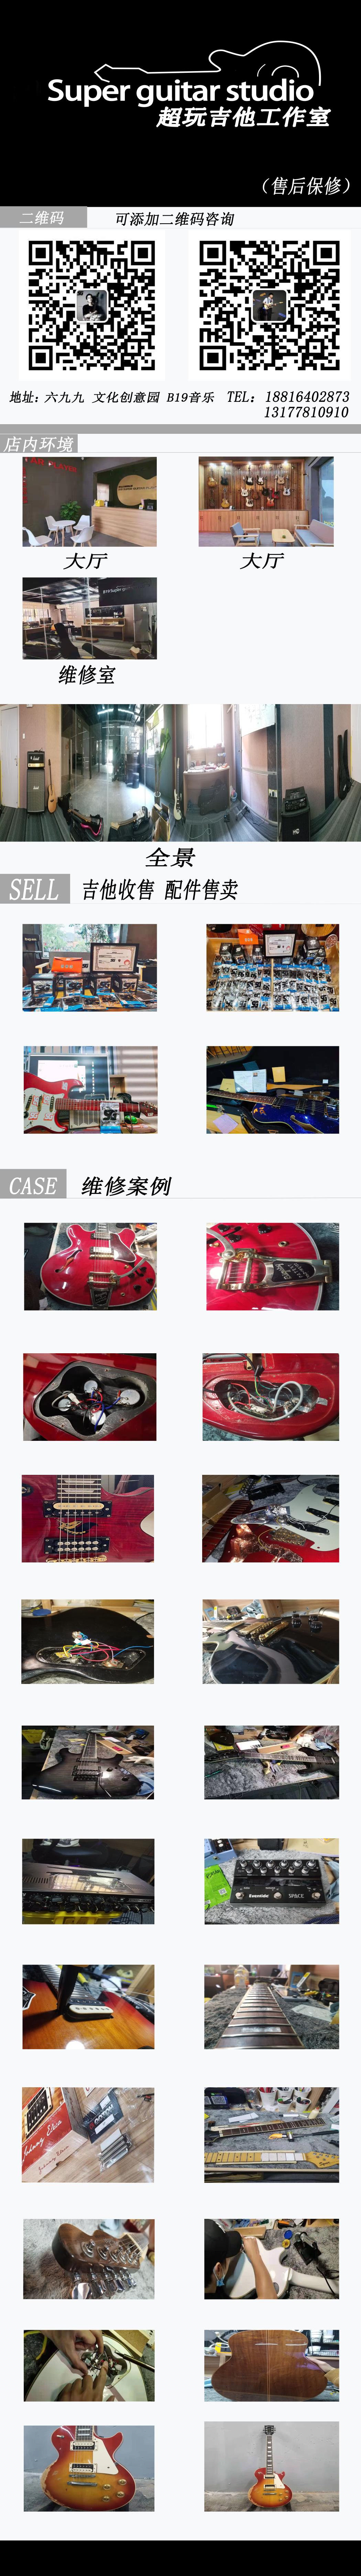 Super guitar studio
超玩吉他工作室
（售后保修）
二维码
可添加二维码咨询
地址：六九九 文化创意园 B19音乐 TEL：18816402873
13177810910
店内环境
大厅
大厅
维修室
全景
SELL 吉他收售 配件售卖
CASE 维修案例
Eventide SPACE